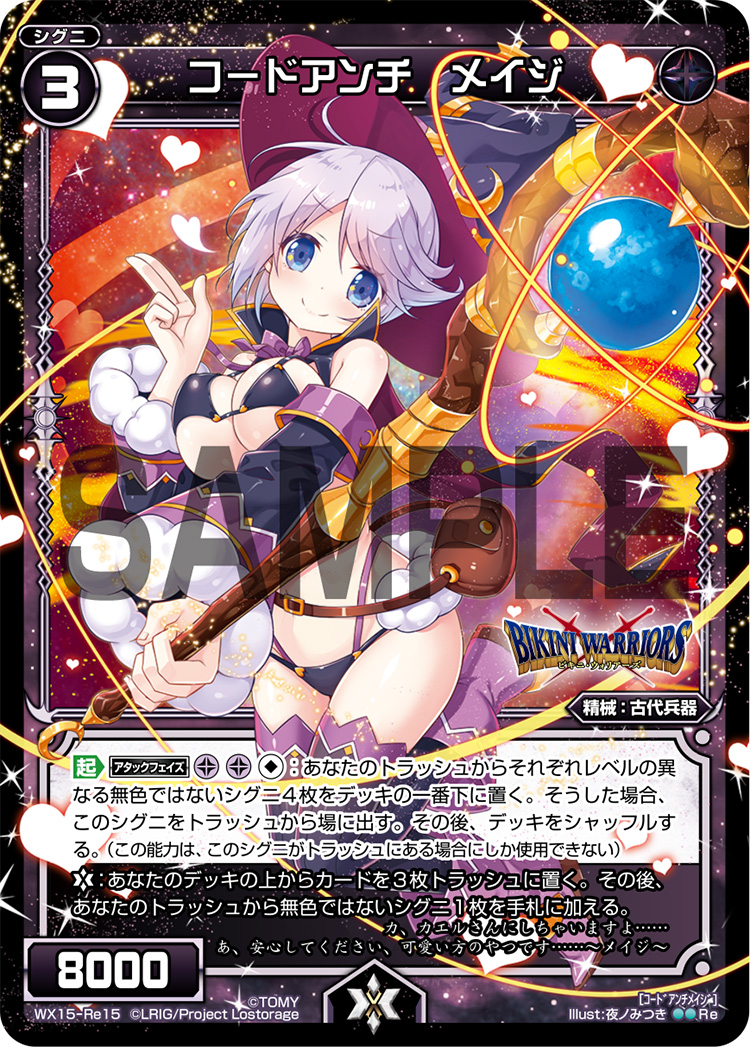 シグニ
3
コードアンチ　メイジ
SAMPLE
BIKINI WARRIORS
ビキニ・ウォリアーズ
精械：古代兵器
起 アタックフェイズ ：あなたのトラッシュからそれぞれレベルの異
なる無色ではないシグニ４枚をデッキの一番下に置く。そうした場合、
このシグニをトラッシュから場に出す。その後、デッキをシャッフルす
る。（この能力は、このシグニがトラッシュにある場合にしか使用できない）
：あなたのデッキの上からカードを３枚トラッシュに置く。その後、
あなたのトラッシュから無色ではないシグニ１枚を手札に加える。
カ、カエルさんにしちゃいますよ……
あ、安心してください、可愛い方のやつです……～メイジ～
8000
©TOMY
WX15-Re15 ©LRIG/Project Lostorage
[コードアンチメイジ]
Illust:夜ノみつき Re